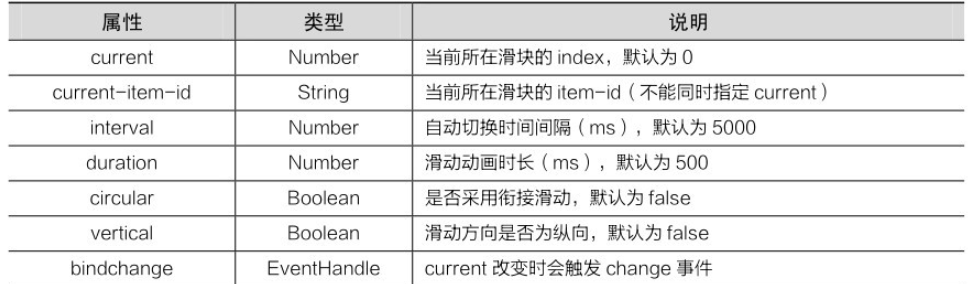 属性 类型 说明
current Number 当前所在滑块的 index，默认为 0
current-item-id String 当前所在滑块的 item-id（不能同时指定 current）
interval Number 自动切换时间间隔（ms），默认为 5000
duration Number 滑动动画时长（ms），默认为 500
circular Boolean 是否采用衔接滑动，默认为 false
vertical Boolean 滑动方向是否为纵向，默认为 false
bindchange EventHandle current 改变时会触发 change 事件